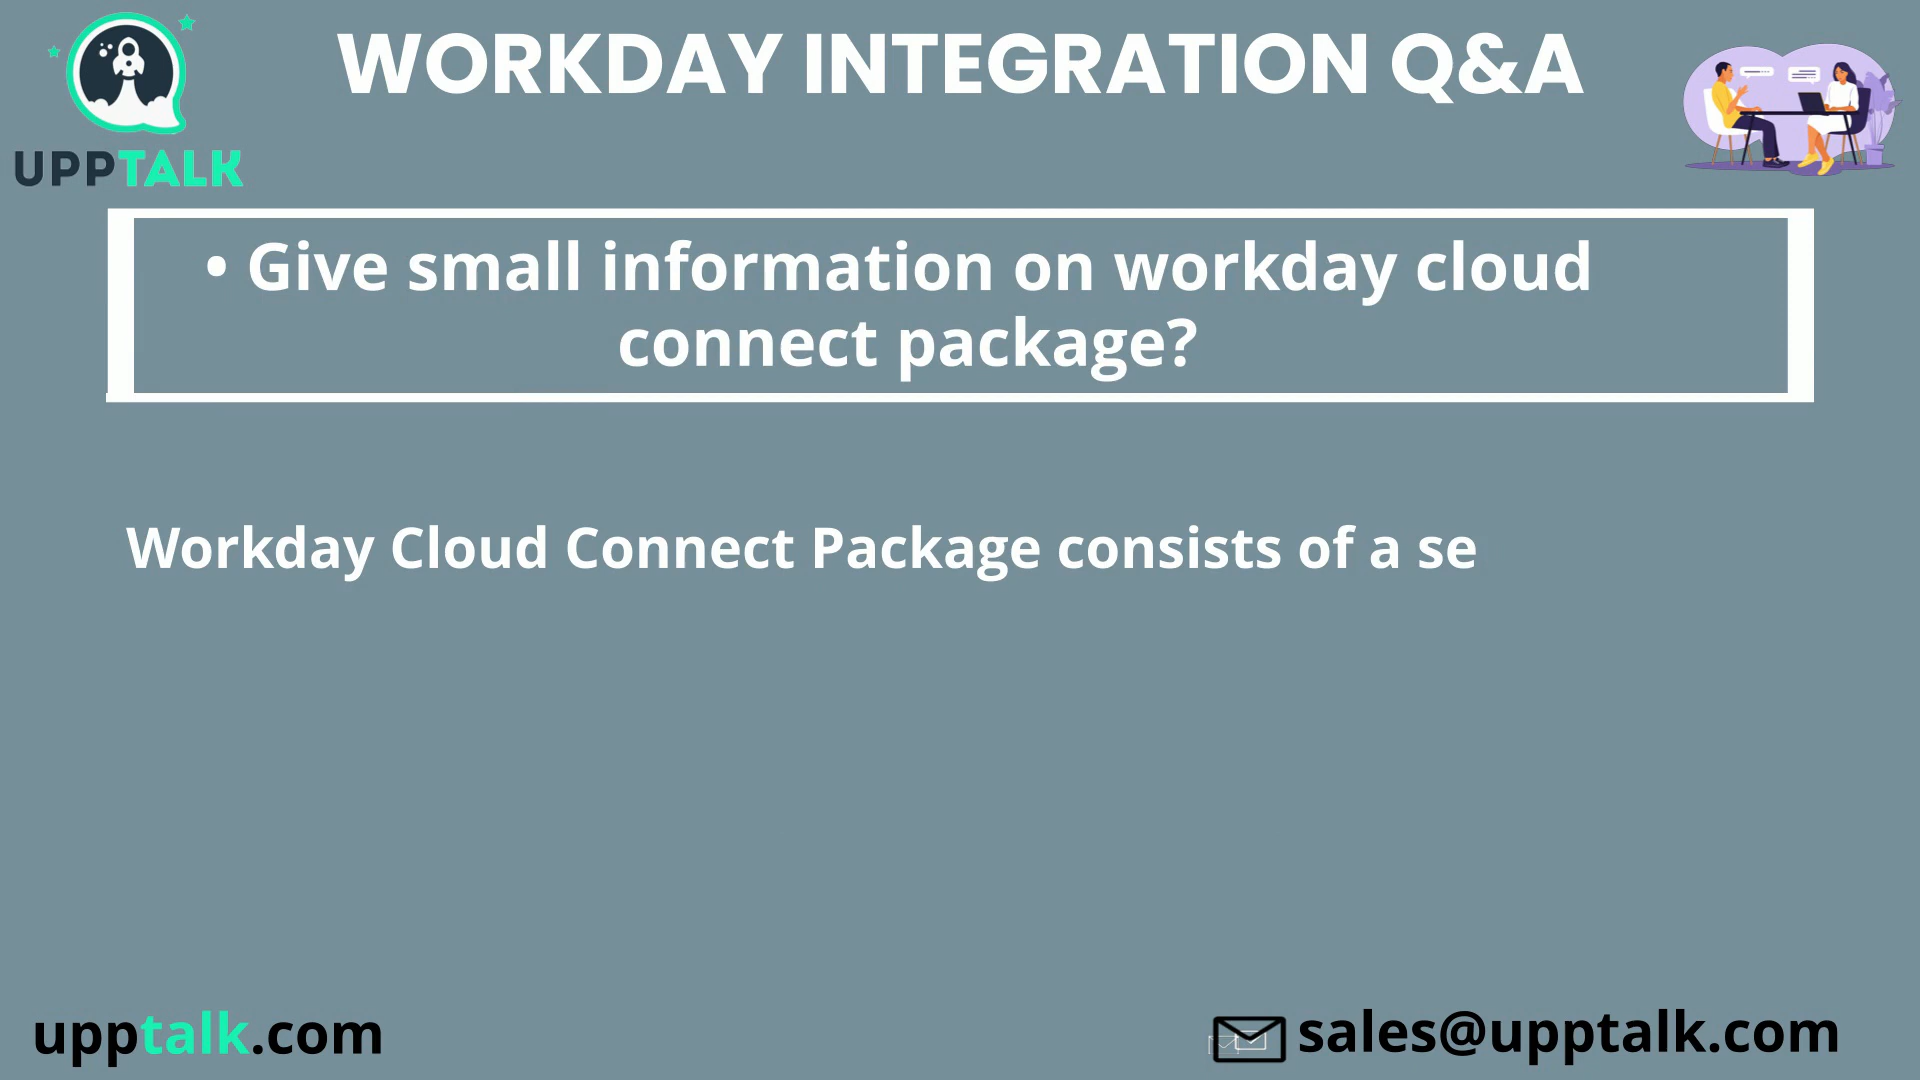 WORKDAY INTEGRATION Q&A
UPPTALK
• Give small information on workday cloud
connect package?
Workday Cloud Connect Package consists of a se
upptalk.com
sales@upptalk.com